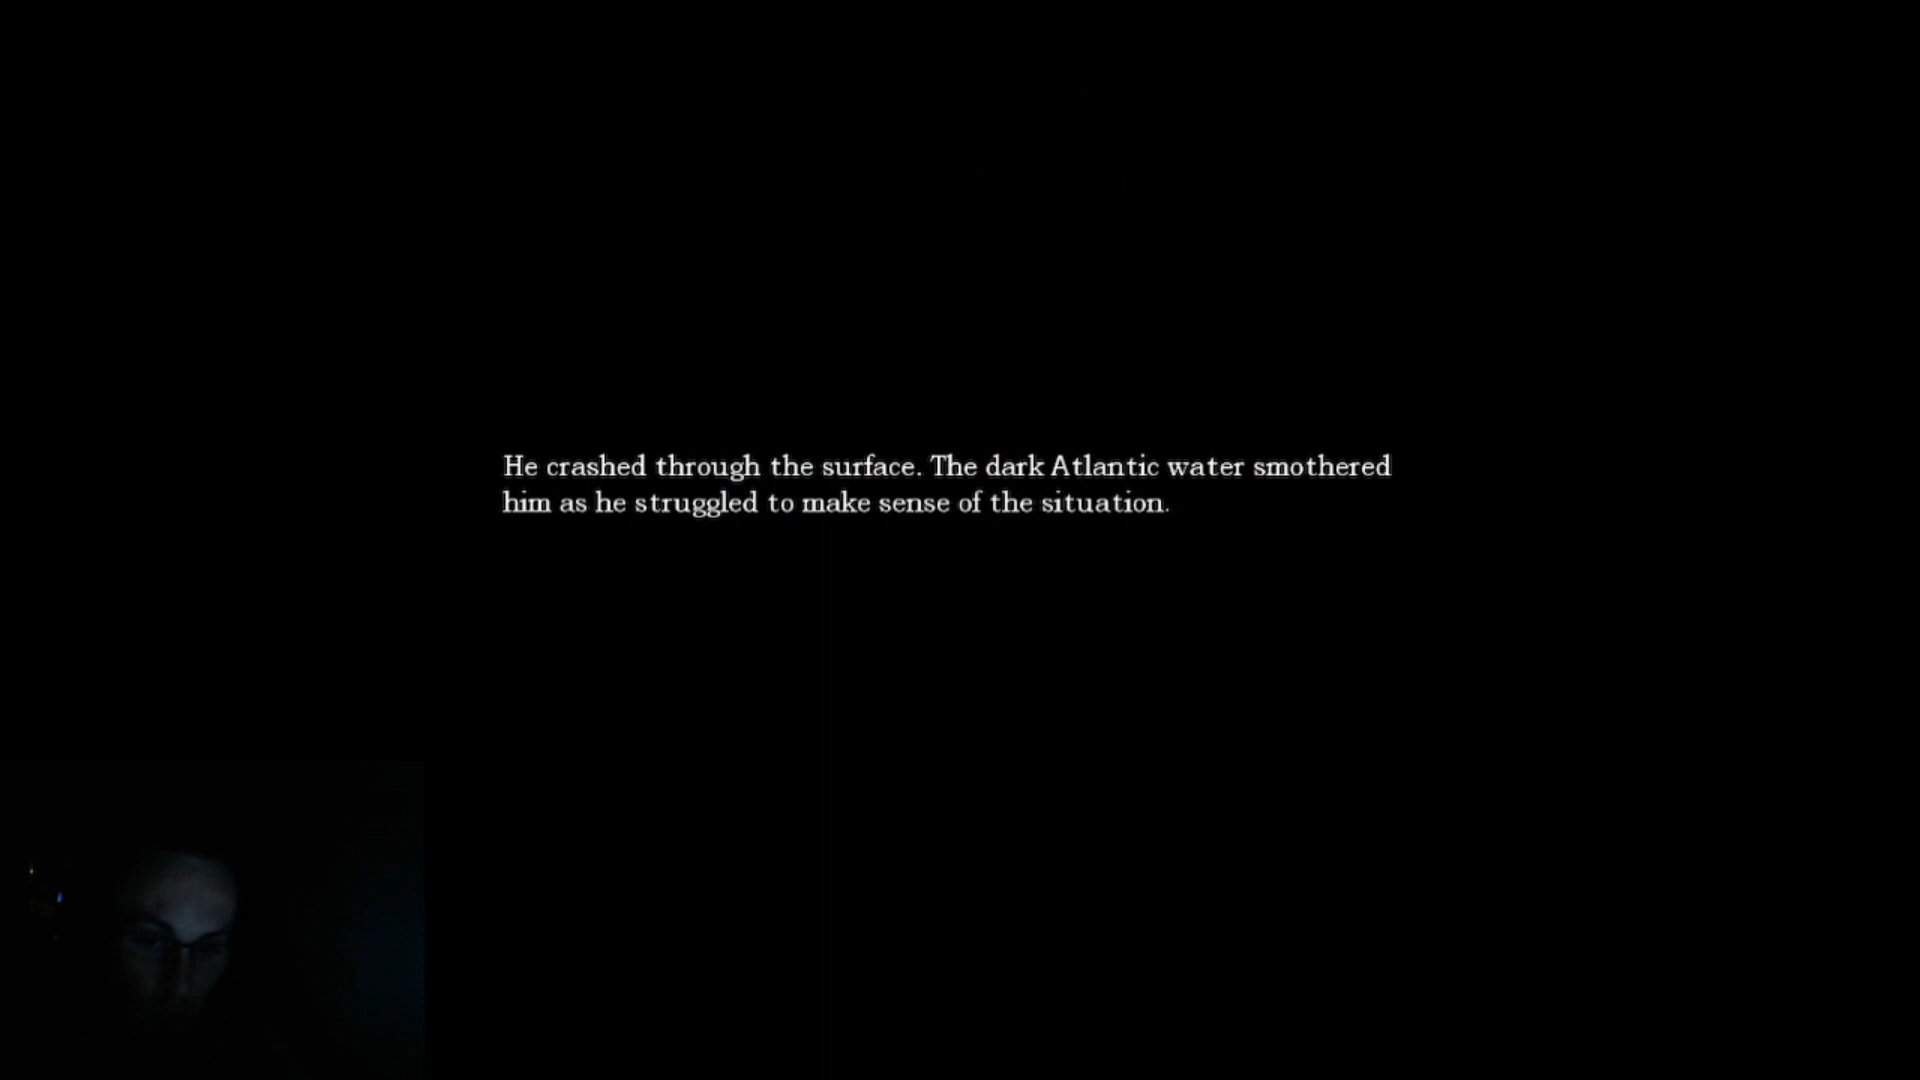 He crashed through the surface. The dark Atlantic water smothered
him as he struggled to make sense of the situation.